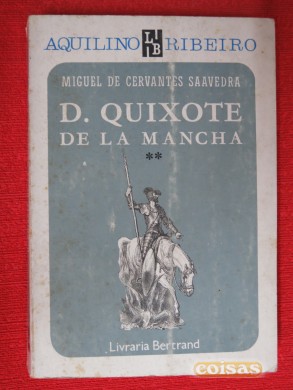 AQUILINO LB RIBEIRO
MIGUEL DE CERVANTES SAAVEDRA
D. QUIXOTE
DE LA MANCHA
**
Livraria Bertrand
coisas